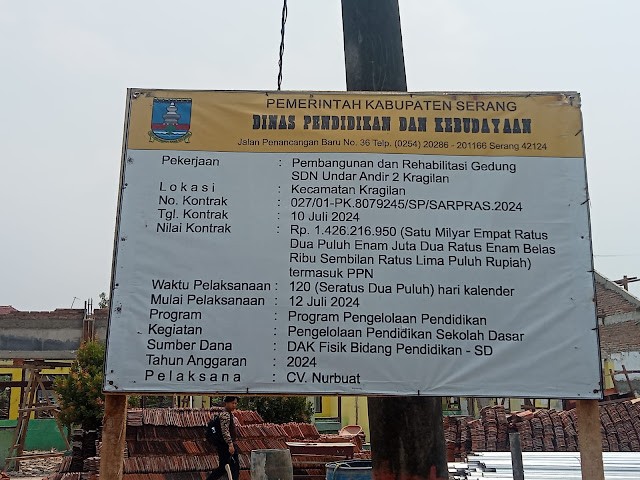 PEMERINTAH KABUPATEN SERANG
DINAS PENDIDIKAN DAN KEBUDAYAAN
Jalan Penancangan Baru No. 36 Telp. (0254) 20286 - 201166 Serang 42124
Pekerjaan : Pembangunan dan Rehabilitasi Gedung
SDN Undar Andir 2 Kragilan
Lokasi : Kecamatan Kragilan
No. Kontrak : 027/01-PK.8079245/SP/SARPRAS.2024
Tgl. Kontrak : 10 Juli 2024
Nilai Kontrak : Rp. 1.426.216.950 (Satu Milyar Empat Ratus
Dua Puluh Enam Juta Dua Ratus Enam Belas
Ribu Sembilan Ratus Lima Puluh Rupiah)
termasuk PPN
Waktu Pelaksanaan : 120 (Seratus Dua Puluh) hari kalender
Mulai Pelaksanaan : 12 Juli 2024
Program : Program Pengelolaan Pendidikan
Kegiatan : Pengelolaan Pendidikan Sekolah Dasar
Sumber Dana : DAK Fisik Bidang Pendidikan - SD
Tahun Anggaran : 2024
Pelaksana : CV. Nurbuat